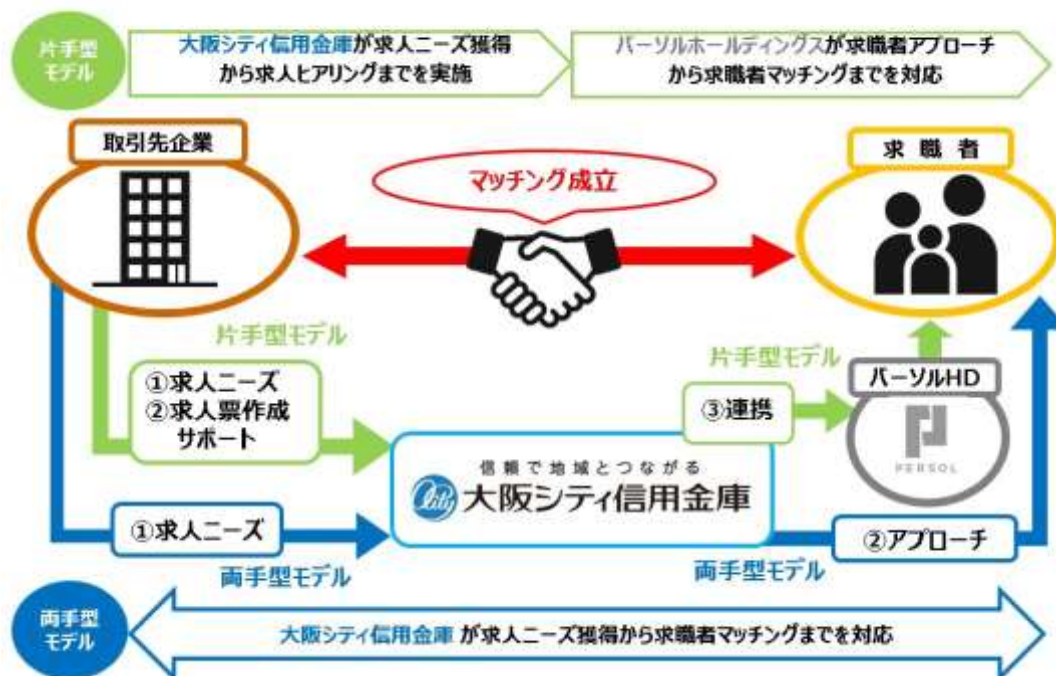 片手型
モデル
大阪シティ信用金庫が求人ニーズ獲得
から求人ヒアリングまでを実施
パーソルホールディングスが求職者アプローチ
から求職者マッチングまでを対応
取引先企業
マッチング成立
求職者
片手型モデル
①求人ニーズ
②求人票作成
サポート
片手型モデル
③連携
パーソルHD
PERSOL
信頼で地域とつながる
City
大阪シティ信用金庫
①求人ニーズ
両手型モデル
②アプローチ
両手型モデル
両手型
モデル
大阪シティ信用金庫 が求人ニーズ獲得から求職者マッチングまでを対応